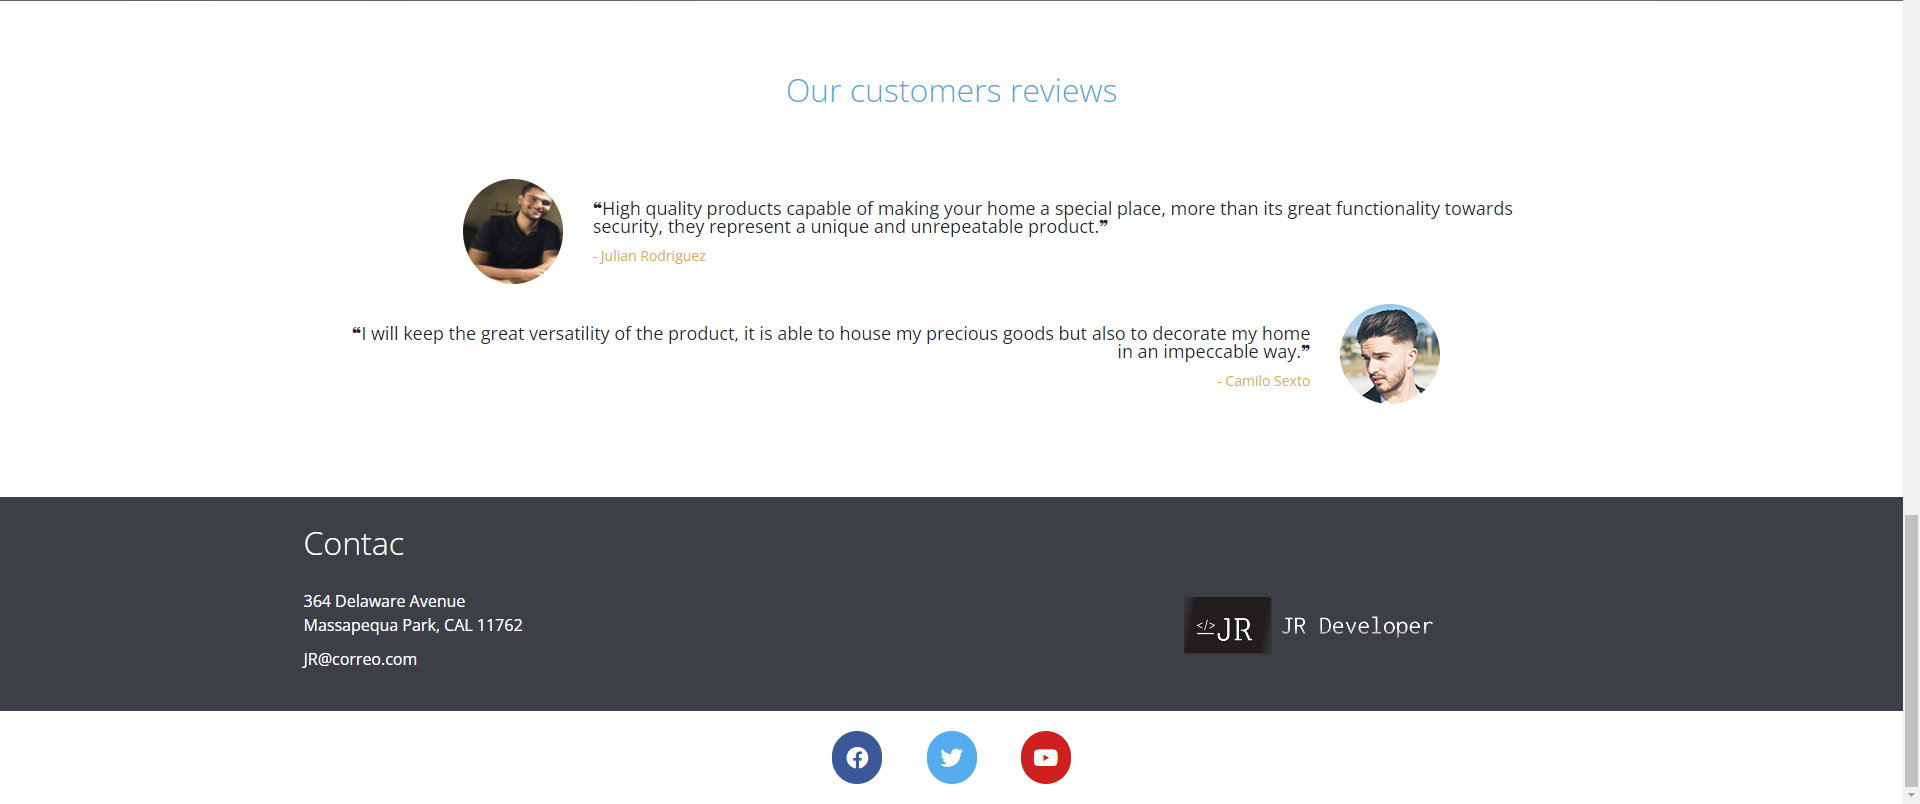 Our customers reviews
❝High quality products capable of making your home a special place, more than its great functionality towards
security, they represent a unique and unrepeatable product.❞
- Julian Rodriguez
❝I will keep the great versatility of the product, it is able to house my precious goods but also to decorate my home
in an impeccable way.❞
- Camilo Sexto
Contac
364 Delaware Avenue
Massapequa Park, CAL 11762
JR@correo.com
</>JR JR Developer